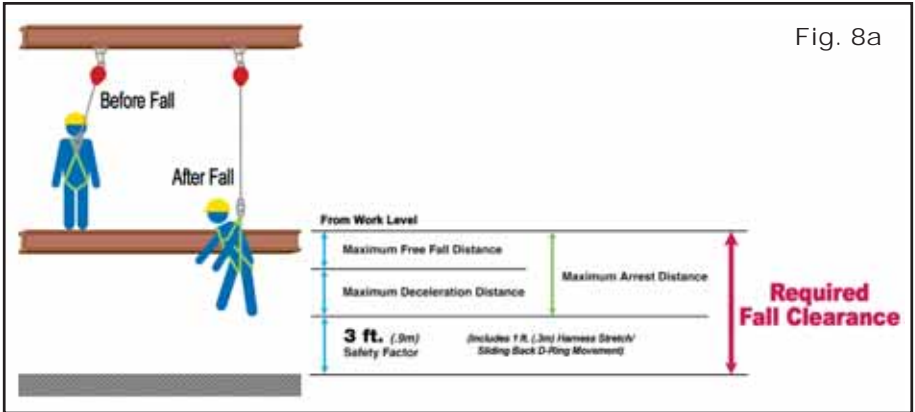 Fig. 8a
Before Fall
After Fall
From Work Level
Maximum Free Fall Distance
Maximum Arrest Distance
Maximum Deceleration Distance
Required
Fall Clearance
3 ft. (.9m)
Safety Factor
(Includes 1 ft. (.3m) Harness Stretch/
Sliding Back D-Ring Movement)